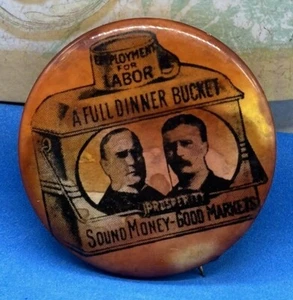 EMPLOYMENT
FOR
LABOR
A FULL DINNER BUCKET
PROSPERITY
SOUND MONEY-GOOD MARKETS